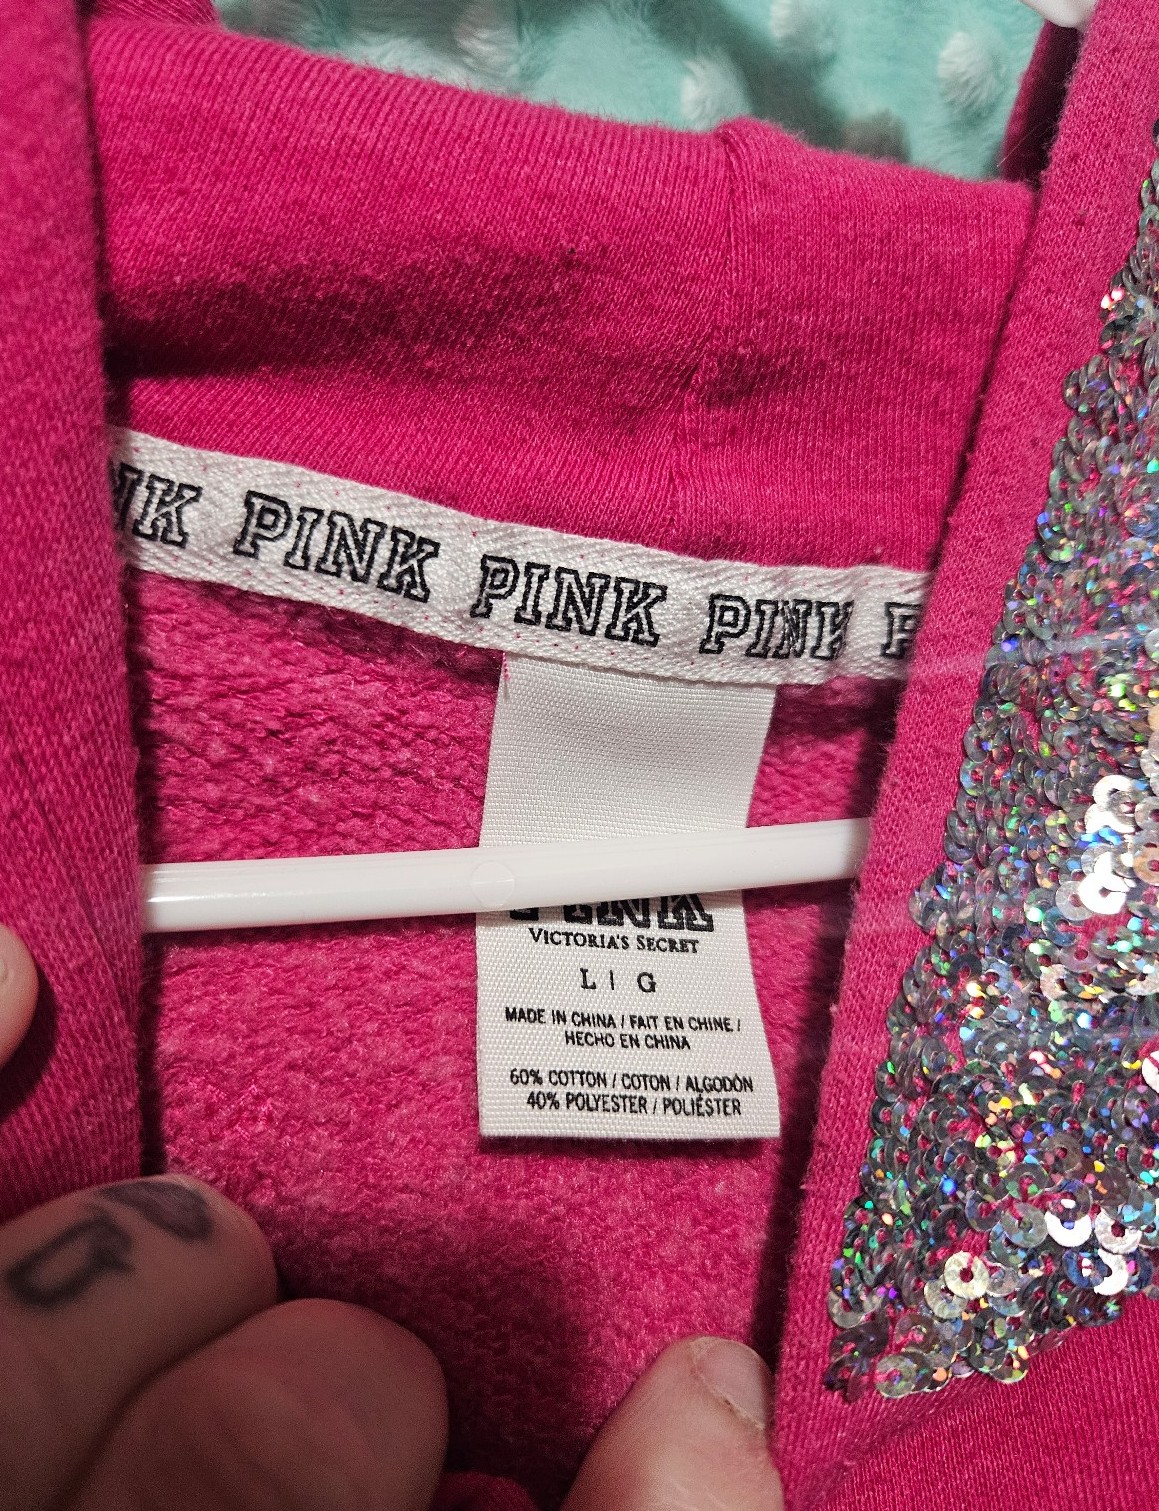 PINK PINK PINK
PINK
VICTORIA'S SECRET
L | G
MADE IN CHINA / FAIT EN CHINE /
HECHO EN CHINA
60% COTTON / COTON / ALGODÓN
40% POLYESTER / POLIÉSTER